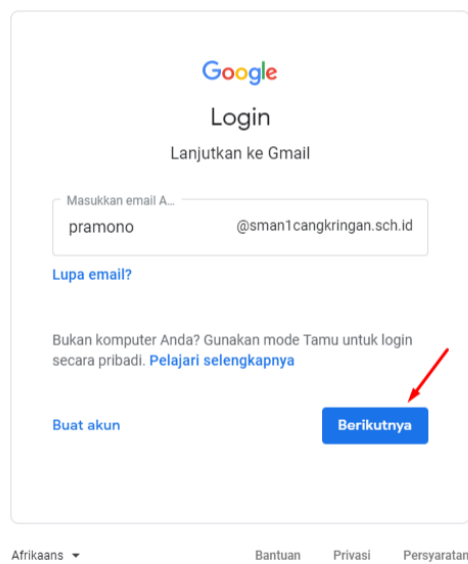 Google
Login
Lanjutkan ke Gmail
Masukkan email A...
pramono @sman1cangkringan.sch.id
Lupa email?
Bukan komputer Anda? Gunakan mode Tamu untuk login
secara pribadi. Pelajari selengkapnya
Buat akun Berikutnya
Afrikaans Bantuan Privasi Persyaratan